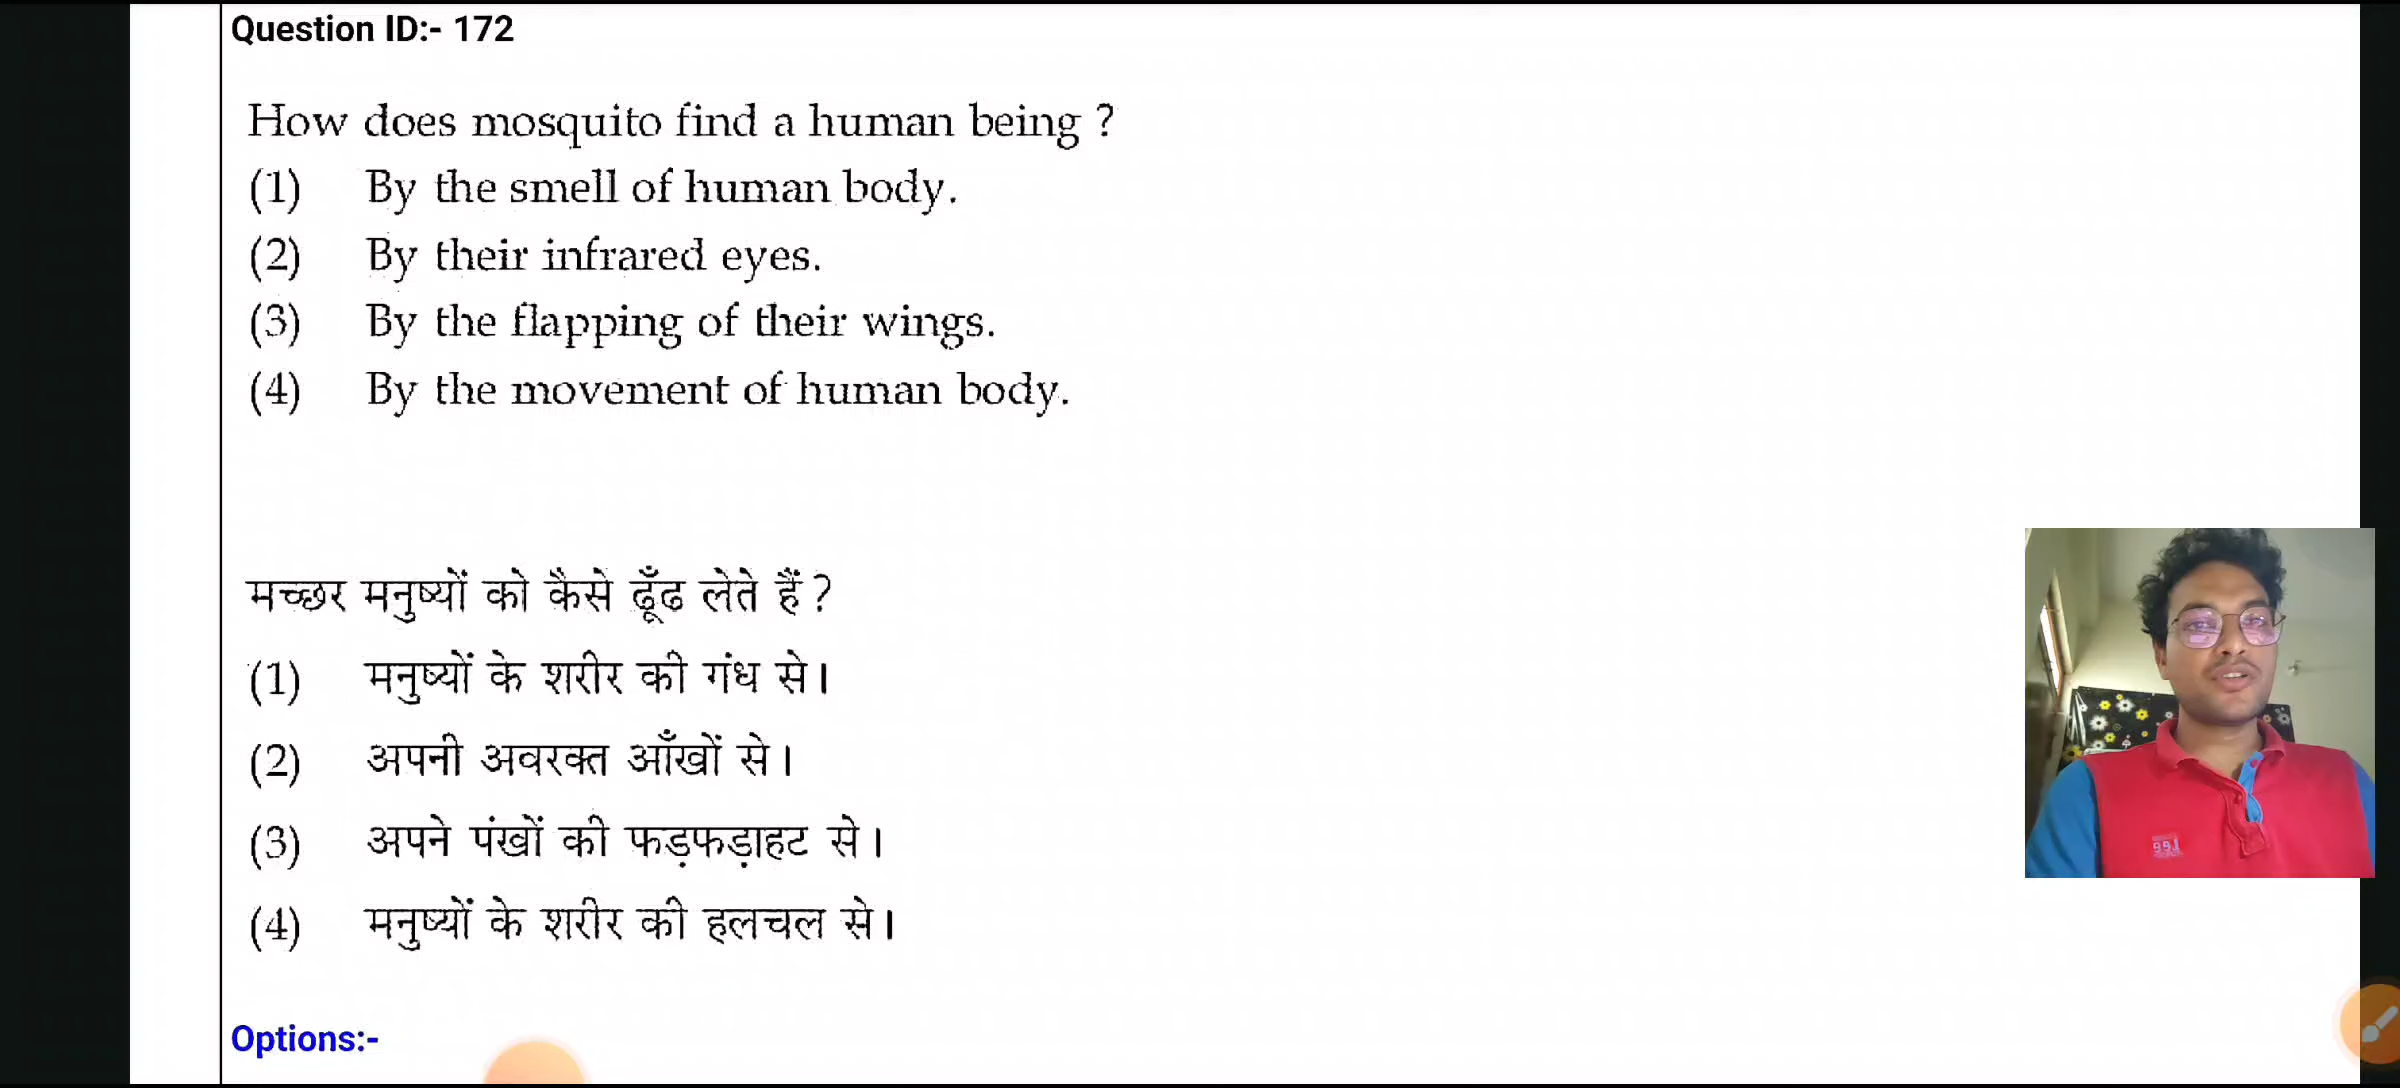 Question ID:- 172
How does mosquito find a human being ?
(1) By the smell of human body.
(2) By their infrared eyes.
(3) By the flapping of their wings.
(4) By the movement of human body.
मच्छर मनुष्यों को कैसे ढूँढ लेते हैं ?
(1) मनुष्यों के शरीर की गंध से।
(2) अपनी अवरक्त आँखों से।
(3) अपने पंखों की फड़फड़ाहट से।
(4) मनुष्यों के शरीर की हलचल से।
Options:-